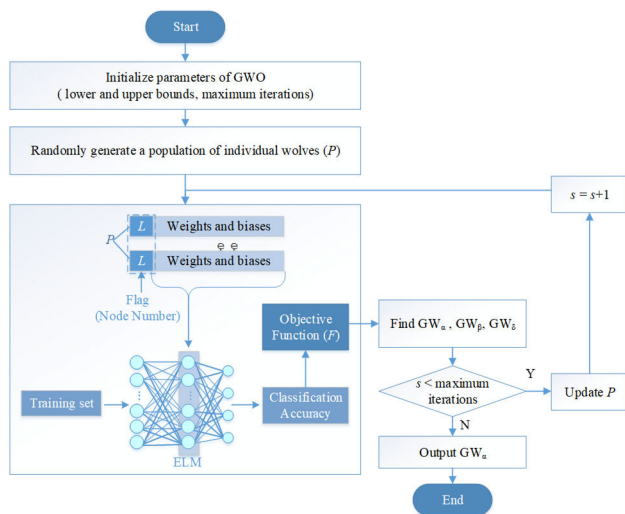 Start
Initialize parameters of GWO
( lower and upper bounds, maximum iterations)
Randomly generate a population of individual wolves (P)
s = s+1
L Weights and biases
P
L Weights and biases
Flag
(Node Number)
Objective
Function (F)
Find GWα , GWβ, GWδ
Training set
ELM
Classification
Accuracy
s < maximum
iterations
Y
Update P
N
Output GWα
End